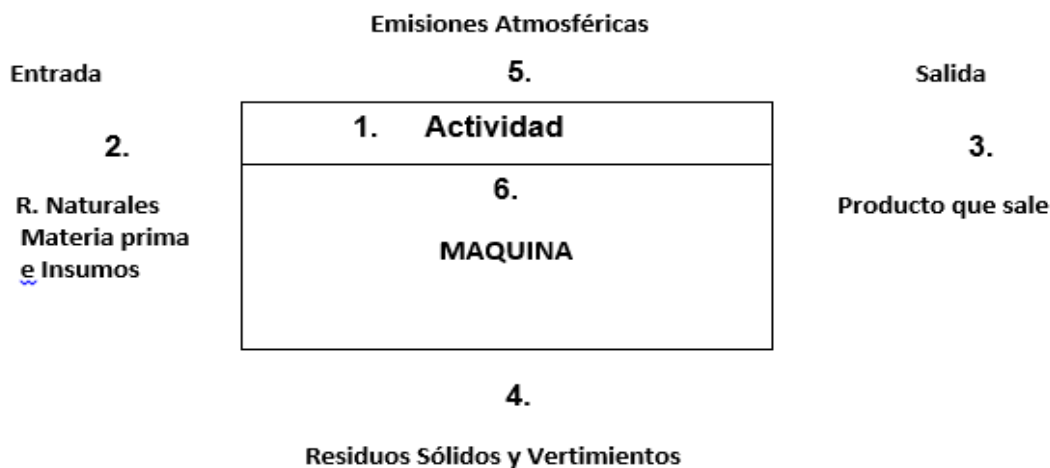 Emisiones Atmosféricas
Entrada
5.
Salida
1. Actividad
2.
3.
6.
R. Naturales
Materia prima
e Insumos
MAQUINA
Producto que sale
4.
Residuos Sólidos y Vertimientos